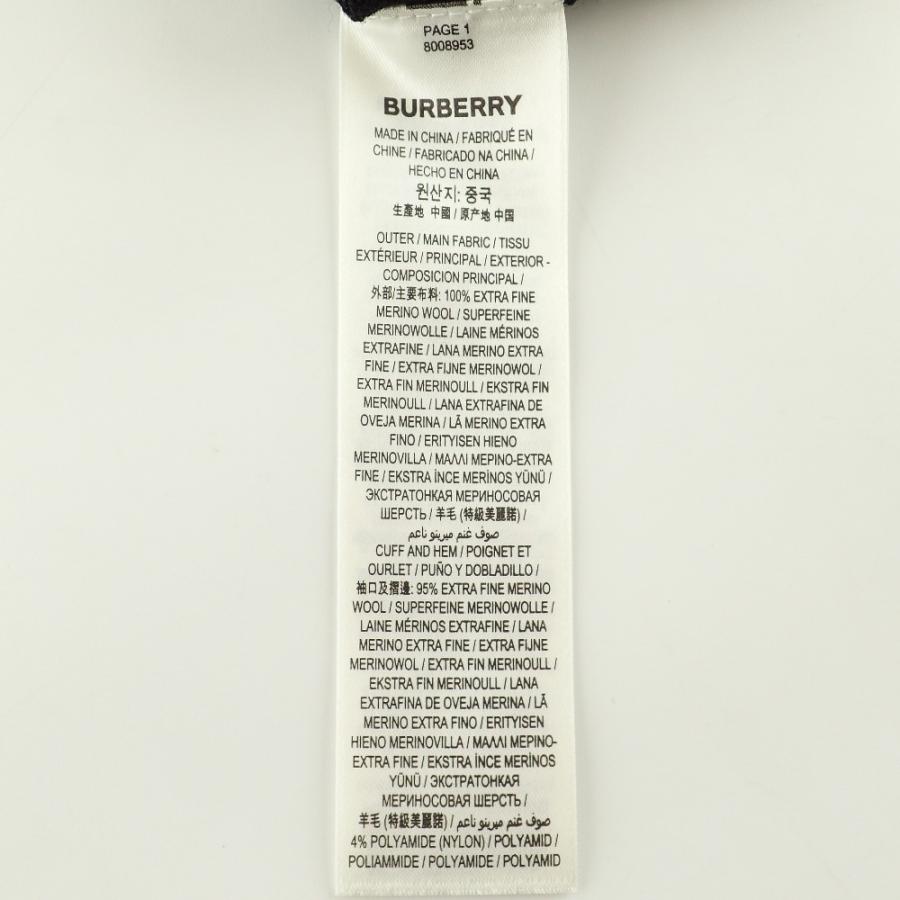 PAGE 1
8008953
BURBERRY
MADE IN CHINA / FABRIQUÉ EN
CHINE / FABRICADO NA CHINA /
HECHO EN CHINA
원산지: 중국
生產地 中國 / 原产地 中国
OUTER / MAIN FABRIC / TISSU
EXTÉRIEUR / PRINCIPAL / EXTERIOR -
COMPOSICION PRINCIPAL /
外部/主要布料: 100% EXTRA FINE
MERINO WOOL / SUPERFEINE
MERINOWOLLE / LAINE MÉRINOS
EXTRAFINE / LANA MERINO EXTRA
FINE / EXTRA FIJNE MERINOWOL /
EXTRA FIN MERINOULL / EKSTRA FIN
MERINOULL / LANA EXTRAFINA DE
OVEJA MERINA / LÃ MERINO EXTRA
FINO / ERITYISEN HIENO
MERINOVILLA / ΜΑΛΛΙ ΜΕΡΙΝΟ-EXTRA
FINE / EKSTRA İNCE MERİNOS YÜNÜ /
ЭКСТРАТОНКАЯ МЕРИНОСОВАЯ
ШЕРСТЬ / 羊毛 (特級美麗諾) /
صوف غنم ميرينو ناعم
CUFF AND HEM / POIGNET ET
OURLET / PUÑO Y DOBLADILLO /
袖口及摺邊: 95% EXTRA FINE MERINO
WOOL / SUPERFEINE MERINOWOLLE /
LAINE MÉRINOS EXTRAFINE / LANA
MERINO EXTRA FINE / EXTRA FIJNE
MERINOWOL / EXTRA FIN MERINOULL /
EKSTRA FIN MERINOULL / LANA
EXTRAFINA DE OVEJA MERINA / LÃ
MERINO EXTRA FINO / ERITYISEN
HIENO MERINOVILLA / ΜΑΛΛΙ ΜΕΡΙΝΟ-
EXTRA FINE / EKSTRA İNCE MERİNOS
YÜNÜ / ЭКСТРАТОНКАЯ
МЕРИНОСОВАЯ ШЕРСТЬ /
羊毛 (特級美麗諾) / صوف غنم ميرينو ناعم /
4% POLYAMIDE (NYLON) / POLYAMID /
POLIAMMIDE / POLYAMIDE / POLYAMID